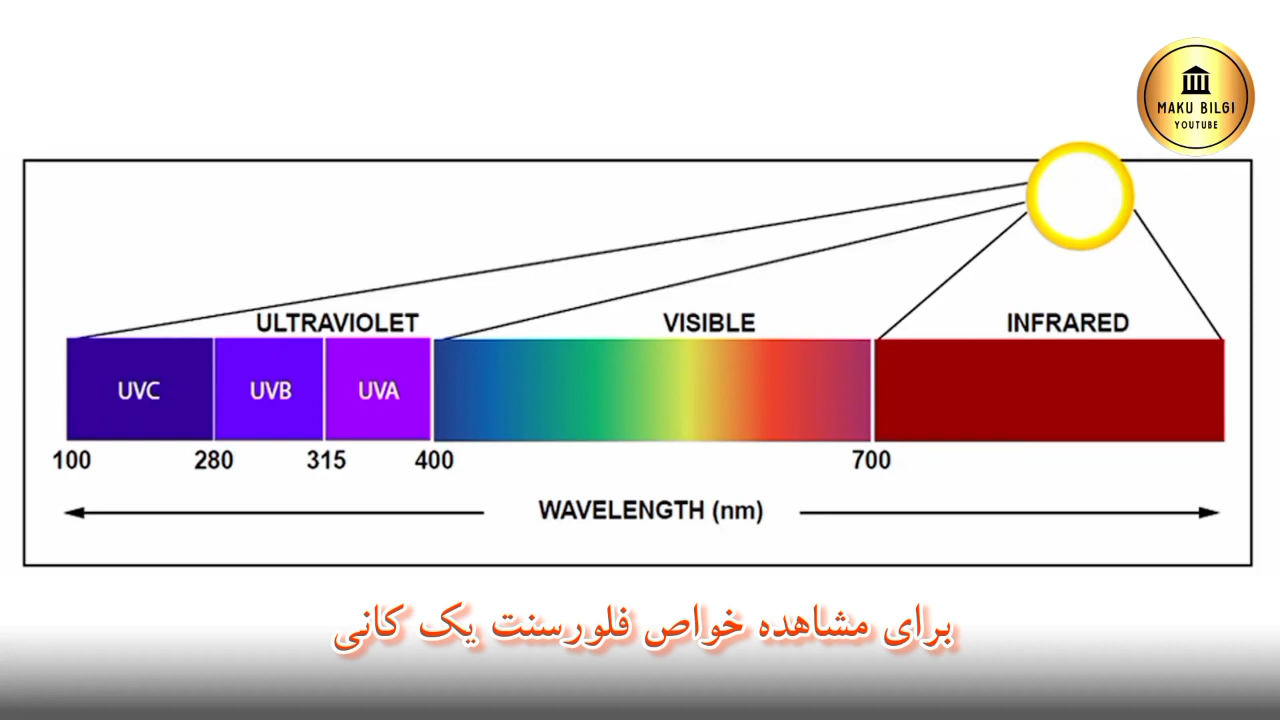 MAKU BILGI
YOUTUBE
ULTRAVIOLET VISIBLE INFRARED
UVC UVB UVA
100 280 315 400 700
WAVELENGTH (nm)
برای مشاهده خواص فلورسنت یک کانی